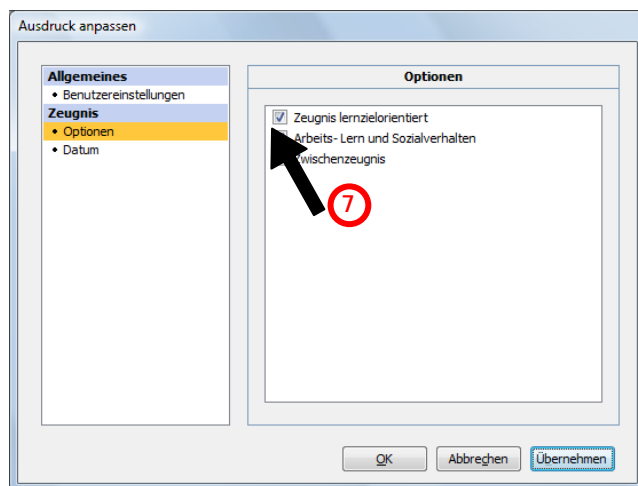 Ausdruck anpassen
Allgemeines
• Benutzereinstellungen
Zeugnis
• Optionen
• Datum
Optionen
Zeugnis lernzielorientiert
Arbeits- Lern und Sozialverhalten
Zwischenzeugnis
7
OK
Abbrechen
Übernehmen